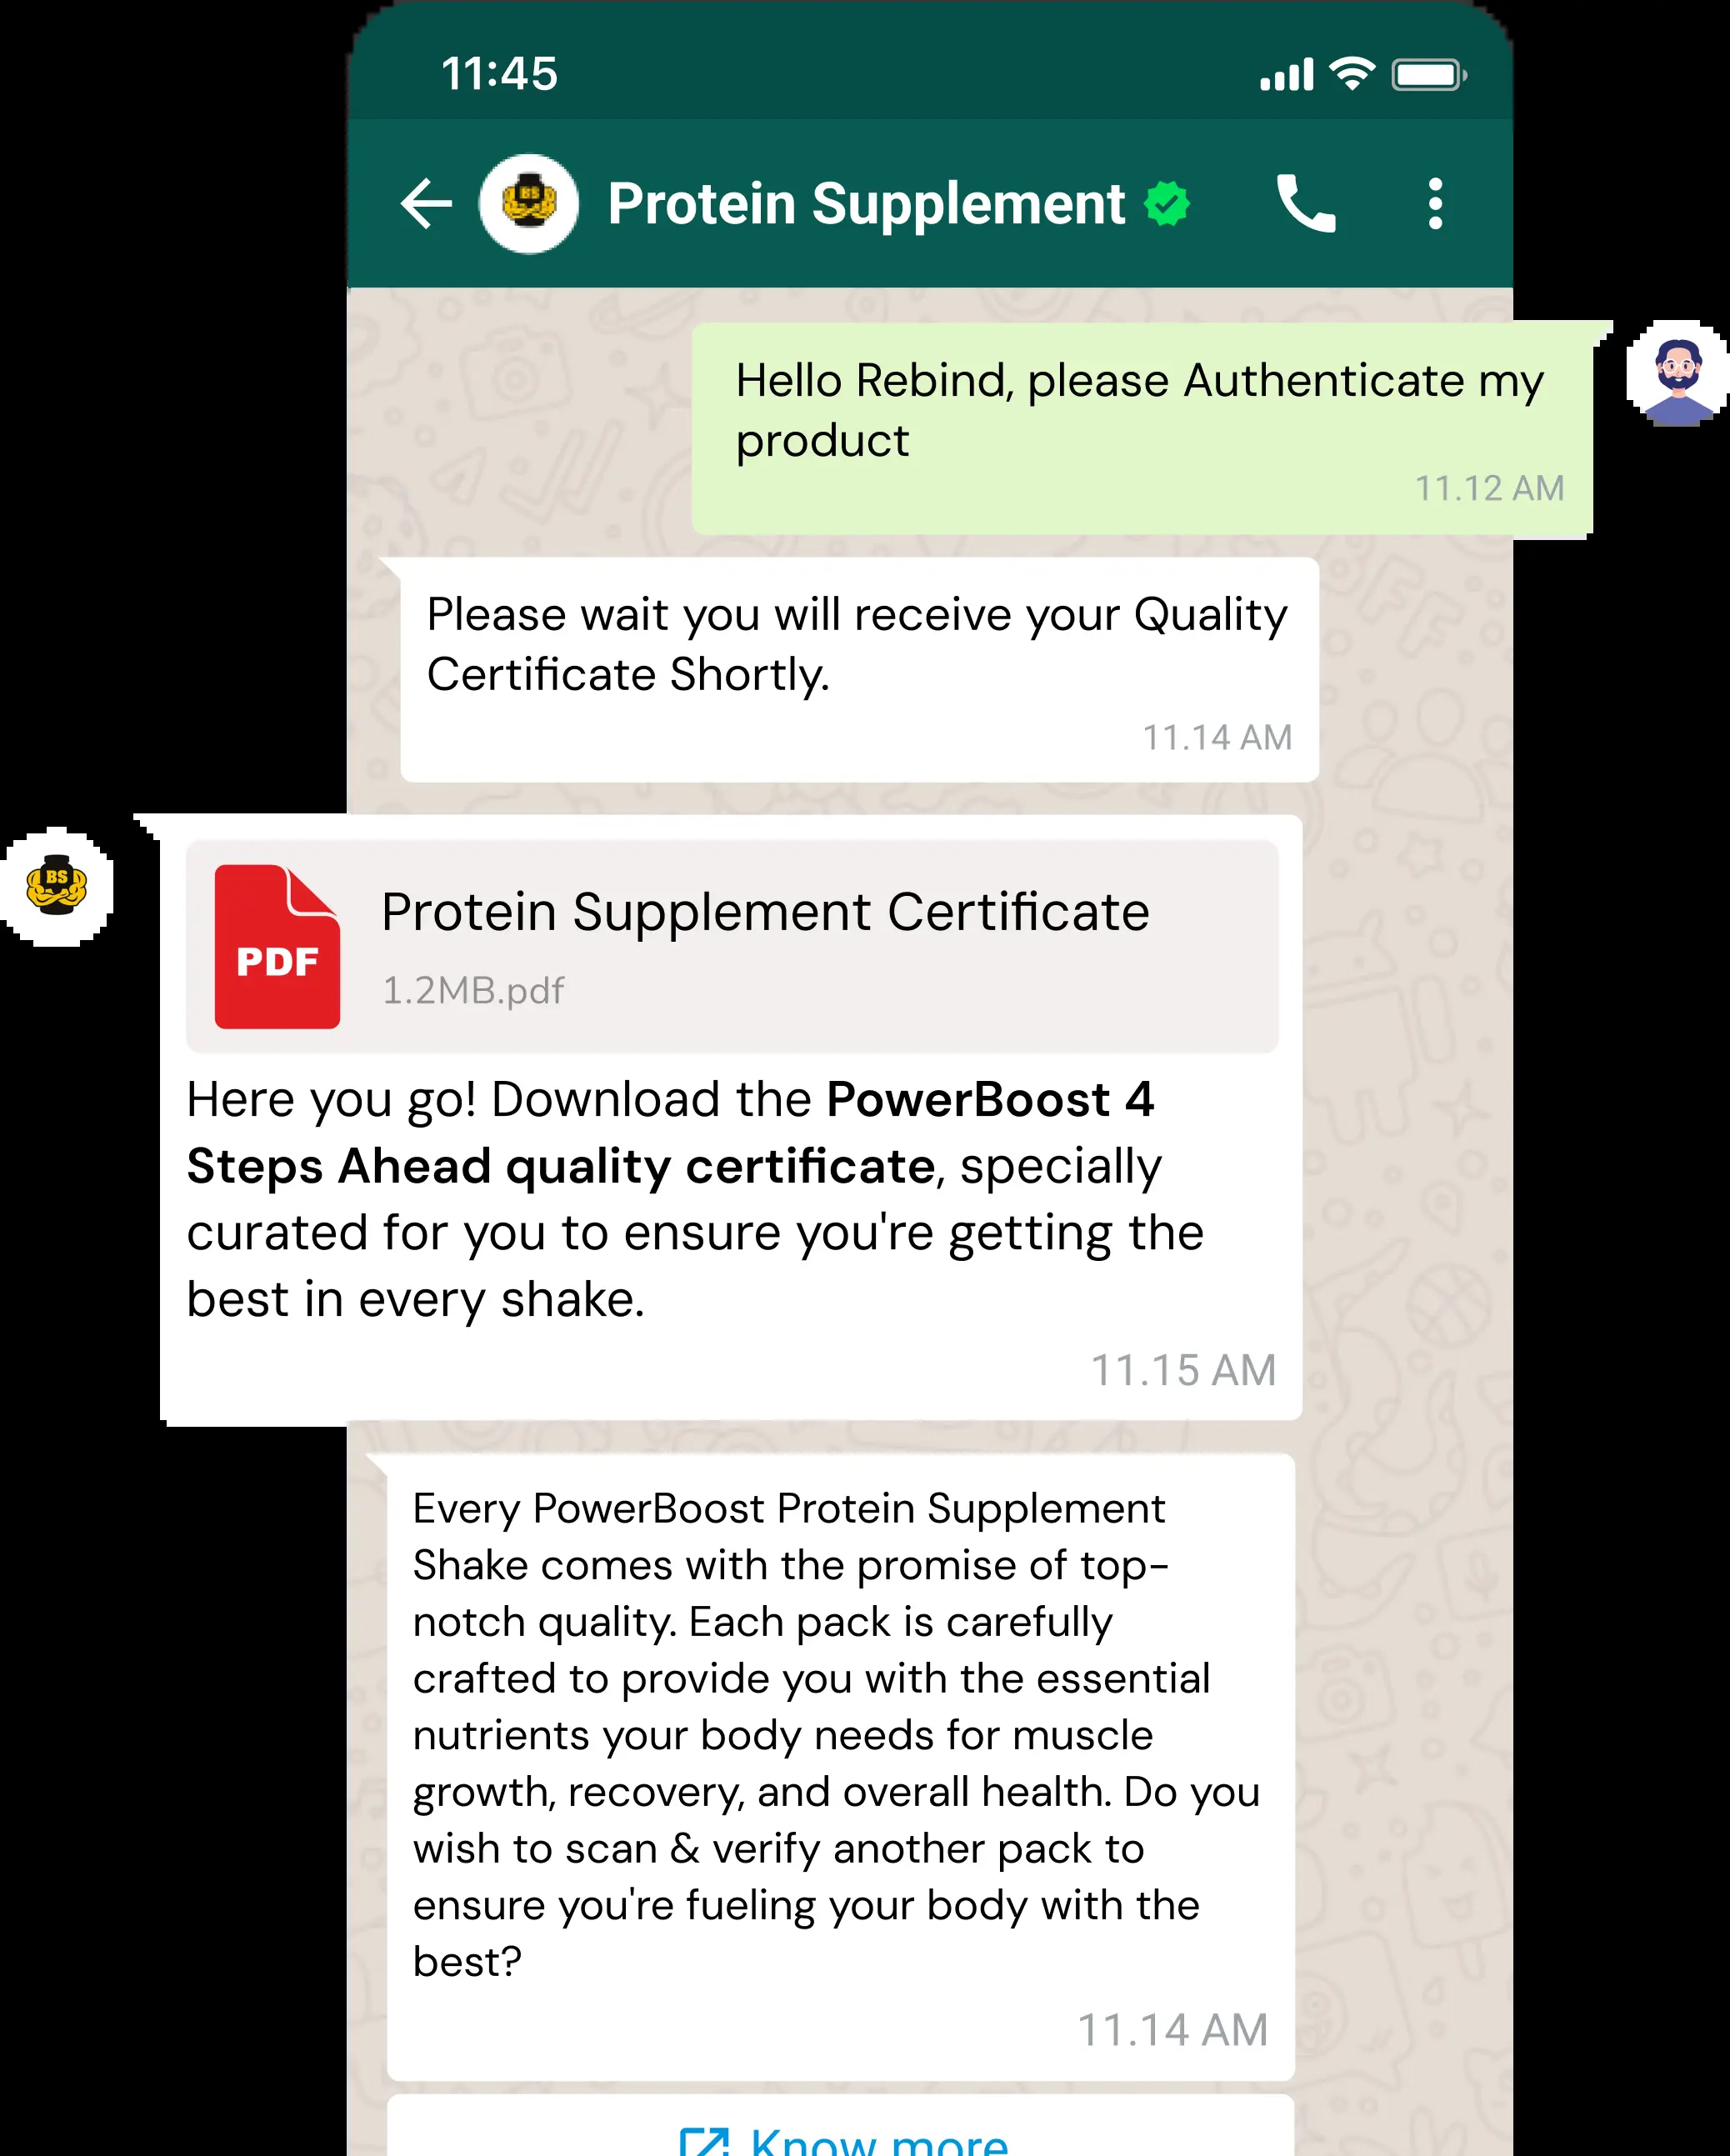 11:45
BS
Protein Supplement
Hello Rebind, please Authenticate my
product
11.12 AM
Please wait you will receive your Quality
Certificate Shortly.
11.14 AM
BS
PDF
Protein Supplement Certificate
1.2MB.pdf
Here you go! Download the PowerBoost 4
Steps Ahead quality certificate, specially
curated for you to ensure you're getting the
best in every shake.
11.15 AM
Every PowerBoost Protein Supplement
Shake comes with the promise of top-
notch quality. Each pack is carefully
crafted to provide you with the essential
nutrients your body needs for muscle
growth, recovery, and overall health. Do you
wish to scan & verify another pack to
ensure you're fueling your body with the
best?
11.14 AM
Know more